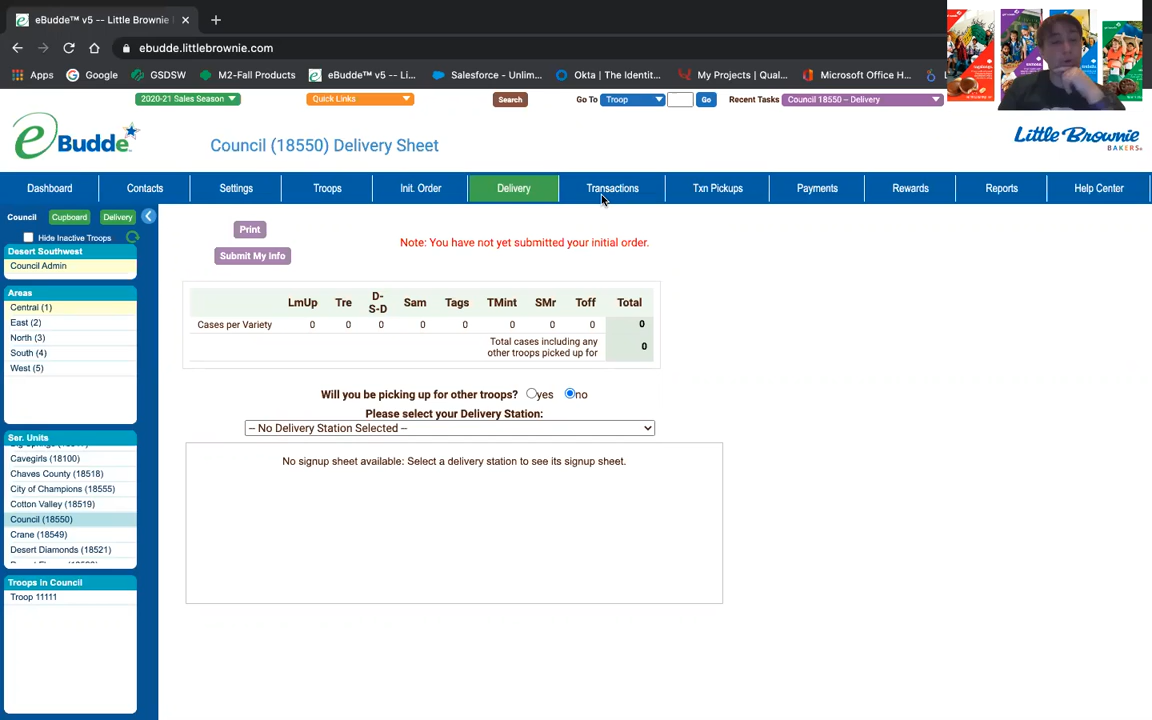 eBudde™ v5 -- Little Brownie
ebudde.littlebrownie.com
Apps Google GSDSW M2-Fall Products eBudde™ v5 -- Li... Salesforce - Unlim... Okta | The Identit... My Projects | Qual... Microsoft Office H...
2020-21 Sales Season Quick Links Search Go To Troop Go Recent Tasks Council 18550 -- Delivery
eBudde
Council (18550) Delivery Sheet
Little Brownie
BAKERS
Dashboard Contacts Settings Troops Init. Order Delivery Transactions Txn Pickups Payments Rewards Reports Help Center
Council Cupboard Delivery
Hide Inactive Troops
Desert Southwest
Council Admin
Areas
Central (1)
East (2)
North (3)
South (4)
West (5)
Ser. Units
Cavegirls (18100)
Chaves County (18518)
City of Champions (18555)
Cotton Valley (18519)
Council (18550)
Crane (18549)
Desert Diamonds (18521)
Troops in Council
Troop 11111
Print
Submit My Info
Note: You have not yet submitted your initial order.
LmUp Tre D-S-D Sam Tags TMint SMr Toff Total
Cases per Variety 0 0 0 0 0 0 0 0 0
Total cases including any
other troops picked up for 0
Will you be picking up for other troops? yes no
Please select your Delivery Station:
-- No Delivery Station Selected --
No signup sheet available: Select a delivery station to see its signup sheet.